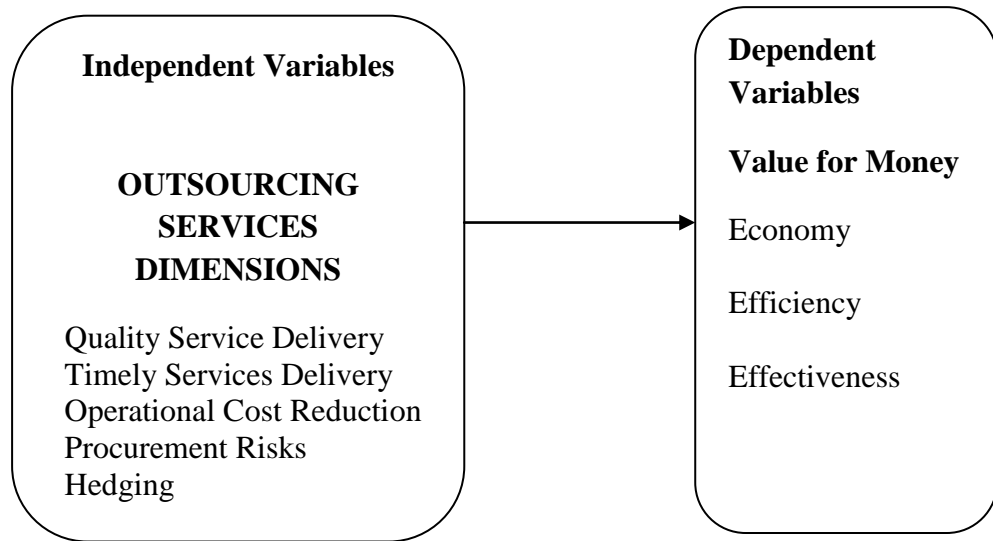 Independent Variables
OUTSOURCING
SERVICES
DIMENSIONS
Quality Service Delivery
Timely Services Delivery
Operational Cost Reduction
Procurement Risks
Hedging
Dependent
Variables
Value for Money
Economy
Efficiency
Effectiveness